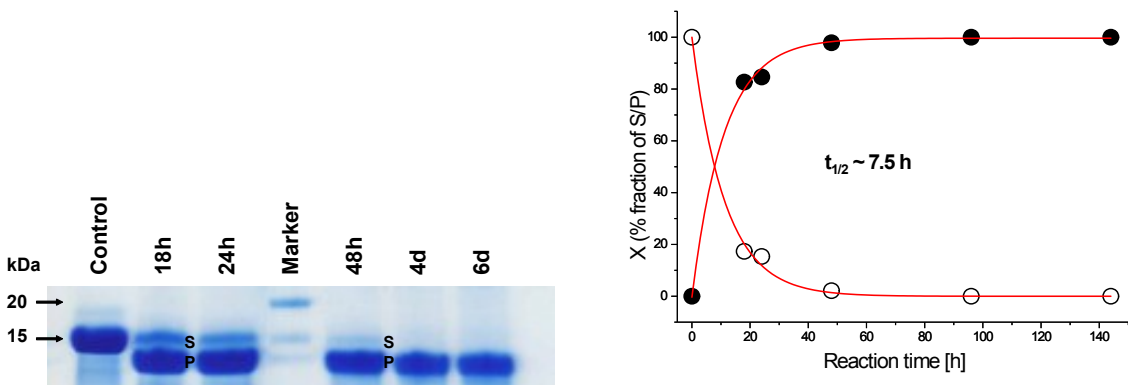 kDa
Control
18h
24h
Marker
48h
4d
6d
20
15
S
P
S
P
X (% fraction of S/P)
100
80
60
40
20
0
t1/2 ~ 7.5 h
0 20 40 60 80 100 120 140
Reaction time [h]